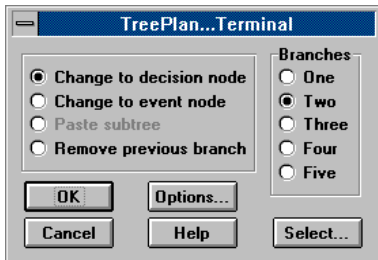 TreePlan...Terminal
Change to decision node
Change to event node
Paste subtree
Remove previous branch
Branches
One
Two
Three
Four
Five
OK
Options...
Cancel
Help
Select...